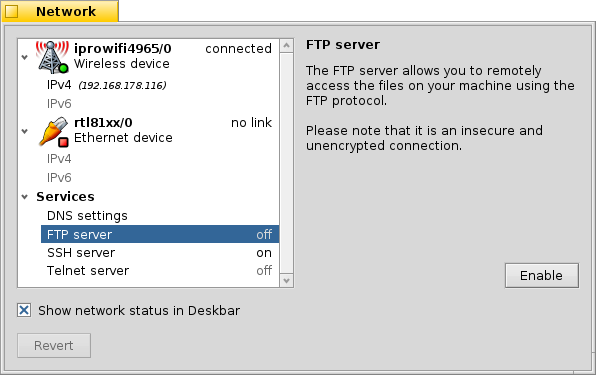 Network
iprowifi4965/0 connected
Wireless device
IPv4 (192.168.178.116)
IPv6
rtl81xx/0 no link
Ethernet device
IPv4
IPv6
Services
DNS settings
FTP server off
SSH server on
Telnet server off
FTP server
The FTP server allows you to remotely
access the files on your machine using the
FTP protocol.
Please note that it is an insecure and
unencrypted connection.
Enable
Show network status in Deskbar
Revert